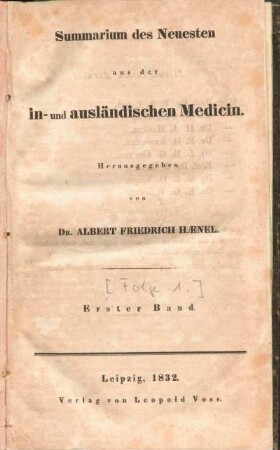 Summarium des Neuesten
aus der
in- und ausländischen Medicin.
Herausgegeben
von
DR. ALBERT FRIEDRICH HÆNEL.
[Folge 1.]
Erster Band.
Leipzig, 1832.
Verlag von Leopold Voss.